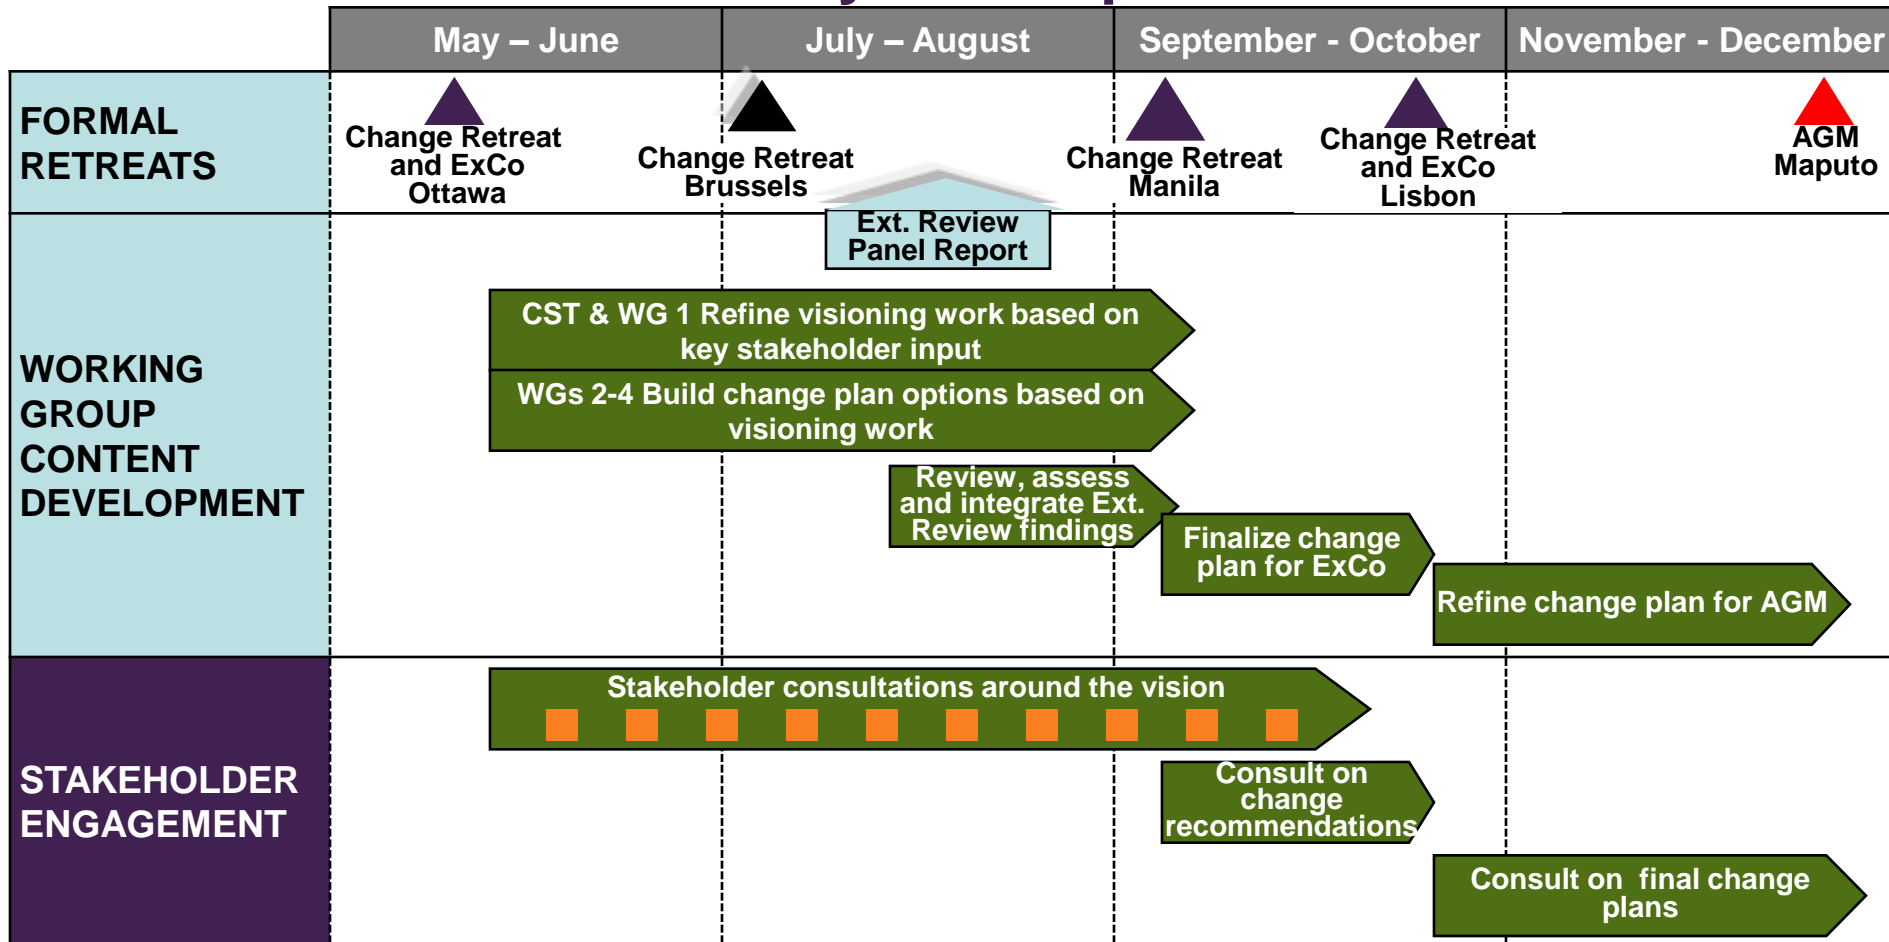 May – June
July – August
September - October
November - December
FORMAL
RETREATS
Change Retreat
and ExCo
Ottawa
Change Retreat
Brussels
Change Retreat
Manila
Change Retreat
and ExCo
Lisbon
AGM
Maputo
Ext. Review
Panel Report
WORKING
GROUP
CONTENT
DEVELOPMENT
CST & WG 1 Refine visioning work based on
key stakeholder input
WGs 2-4 Build change plan options based on
visioning work
Review, assess
and integrate Ext.
Review findings
Finalize change
plan for ExCo
Refine change plan for AGM
STAKEHOLDER
ENGAGEMENT
Stakeholder consultations around the vision
Consult on
change
recommendations
Consult on final change
plans